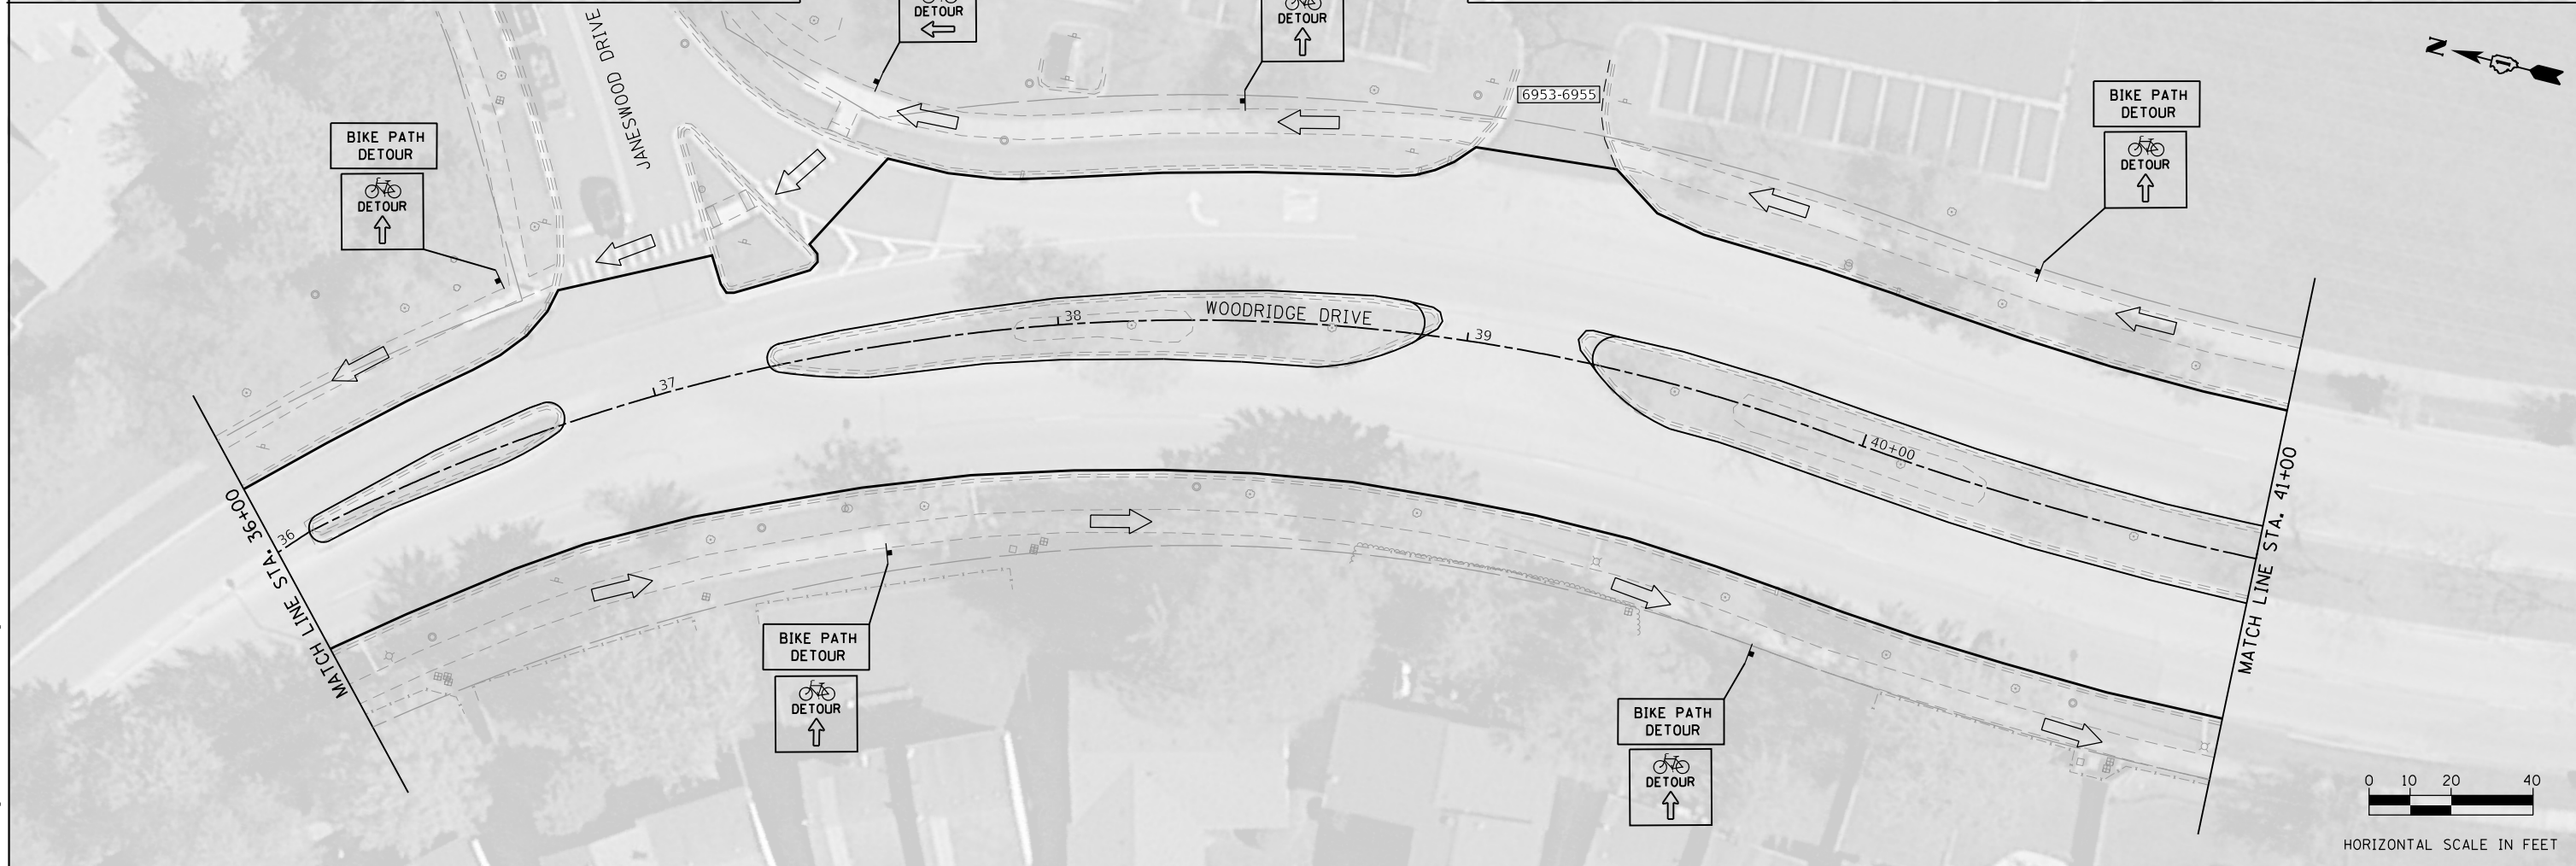 DETOUR
DETOUR
JANESWOOD DRIVE
6953-6955
N
BIKE PATH
DETOUR
DETOUR
BIKE PATH
DETOUR
DETOUR
WOODRIDGE DRIVE
36
37
38
39
40+00
MATCH LINE STA. 36+00
MATCH LINE STA. 41+00
BIKE PATH
DETOUR
DETOUR
BIKE PATH
DETOUR
DETOUR
0 10 20 40
HORIZONTAL SCALE IN FEET